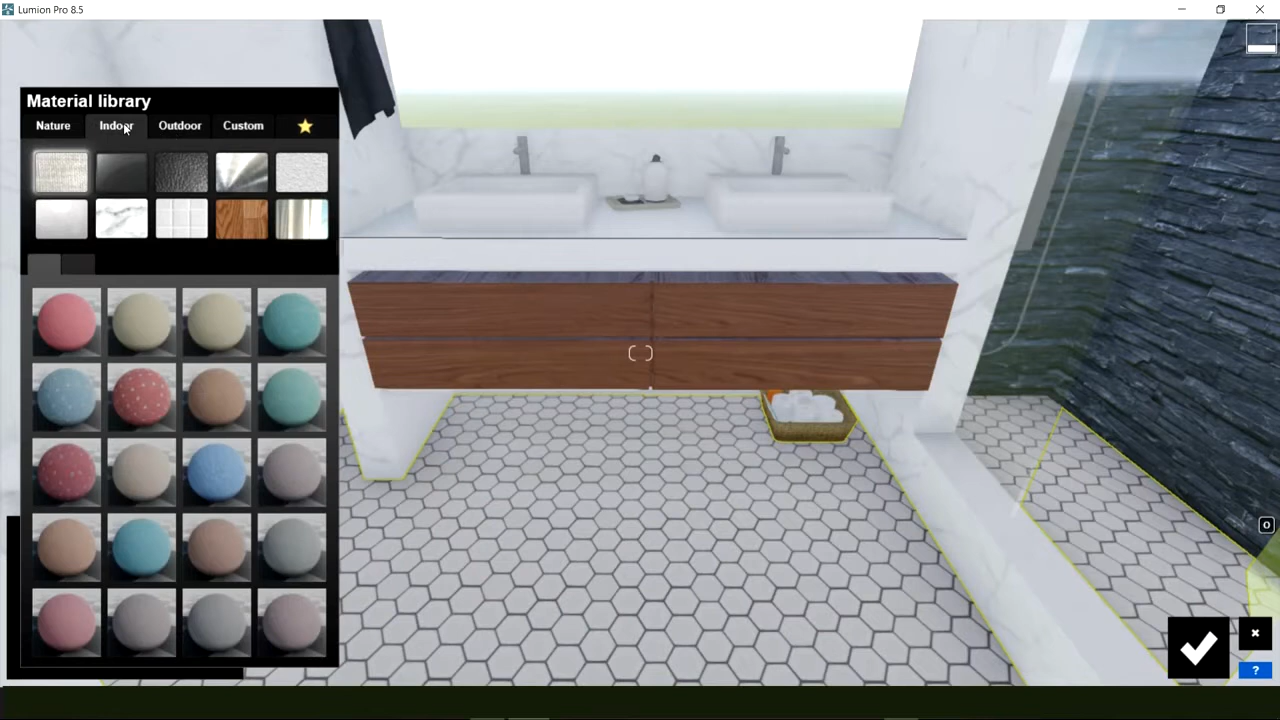 Lumion Pro 8.5
Material library
Nature Indoor Outdoor Custom
O
?